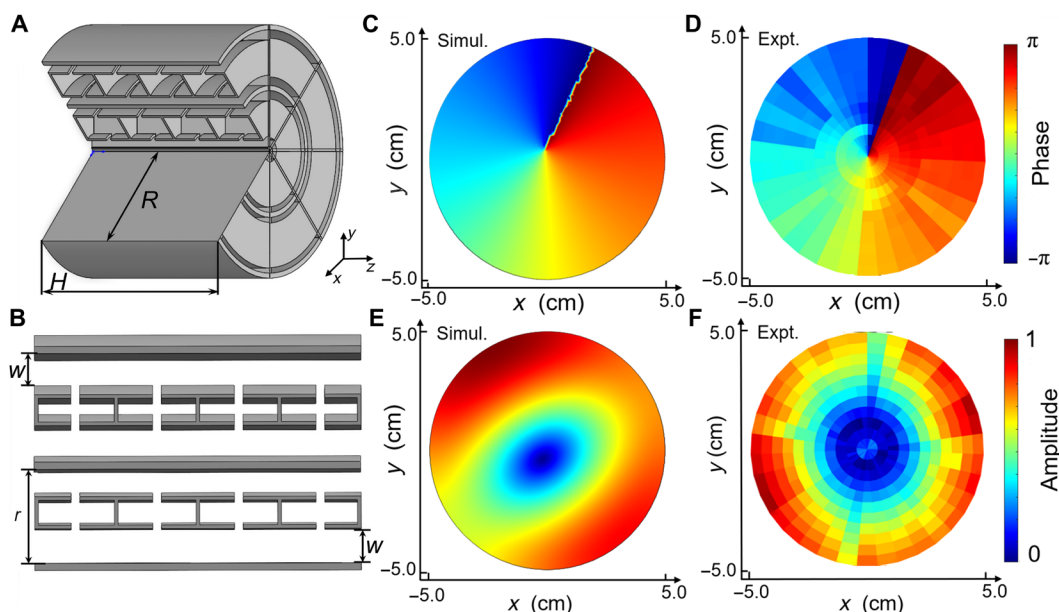 A
R
H
y
x
z
B
w
r
w
C
Simul.
5.0
y (cm)
−5.0
−5.0
x (cm)
5.0
D
Expt.
5.0
y (cm)
−5.0
−5.0
x (cm)
5.0
π
Phase
-π
E
Simul.
5.0
y (cm)
−5.0
−5.0
x (cm)
5.0
F
Expt.
5.0
y (cm)
−5.0
−5.0
x (cm)
5.0
1
Amplitude
0